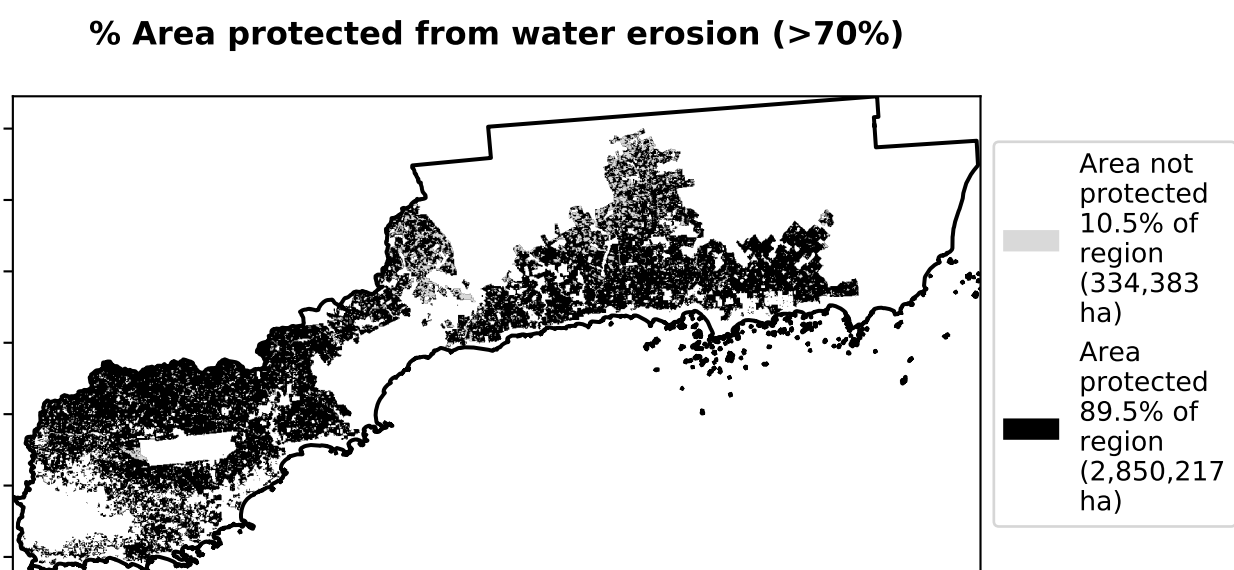 % Area protected from water erosion (>70%)
Area not
protected
10.5% of
region
(334,383
ha)
Area
protected
89.5% of
region
(2,850,217
ha)